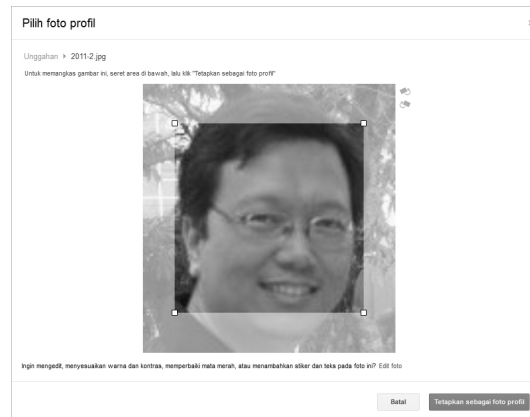 Pilih foto profil
Unggahan ▸ 2011-2.jpg
Untuk memangkas gambar ini, seret area di bawah, lalu klik "Tetapkan sebagai foto profil"
Ingin mengedit, menyesuaikan warna dan kontras, memperbaiki mata merah, atau menambahkan stiker dan teks pada foto ini? Edit foto
Batal Tetapkan sebagai foto profil